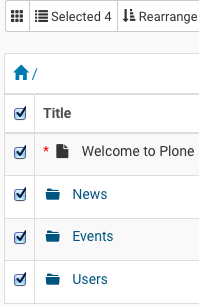 Selected 4 Rearrange
/
Title
* Welcome to Plone
News
Events
Users